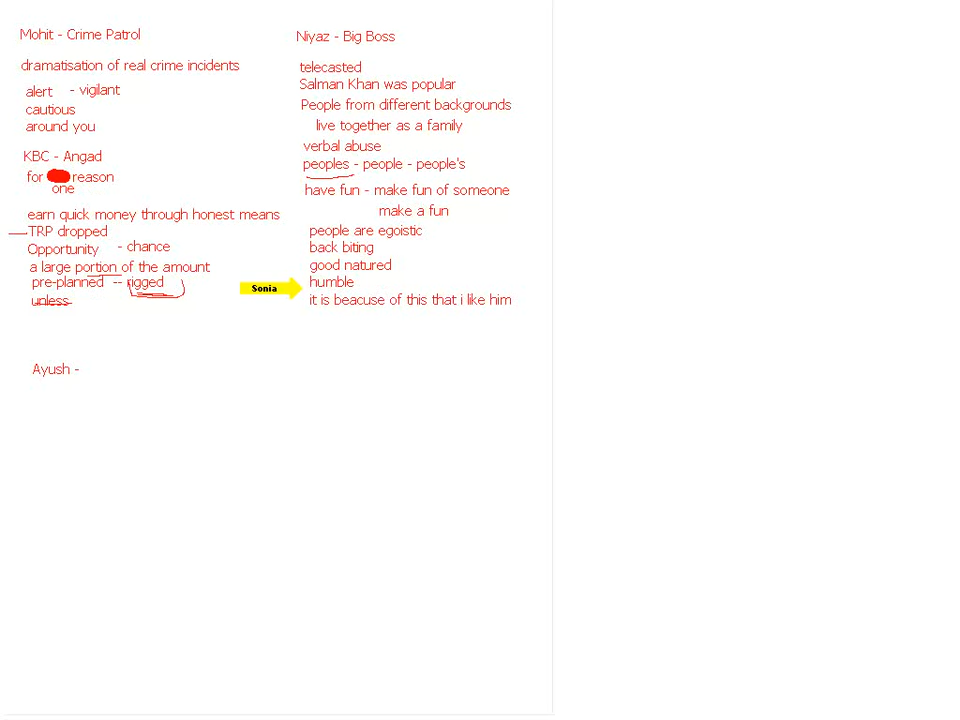 Mohit - Crime Patrol
dramatisation of real crime incidents
alert - vigilant
cautious
around you
KBC - Angad
for reason
one
earn quick money through honest means
TRP dropped
Opportunity - chance
a large portion of the amount
pre-planned -- rigged
unless
Ayush -
Niyaz - Big Boss
telecasted
Salman Khan was popular
People from different backgrounds
live together as a family
verbal abuse
peoples - people - people's
have fun - make fun of someone
make a fun
people are egoistic
back biting
good natured
Sonia
humble
it is beacuse of this that i like him